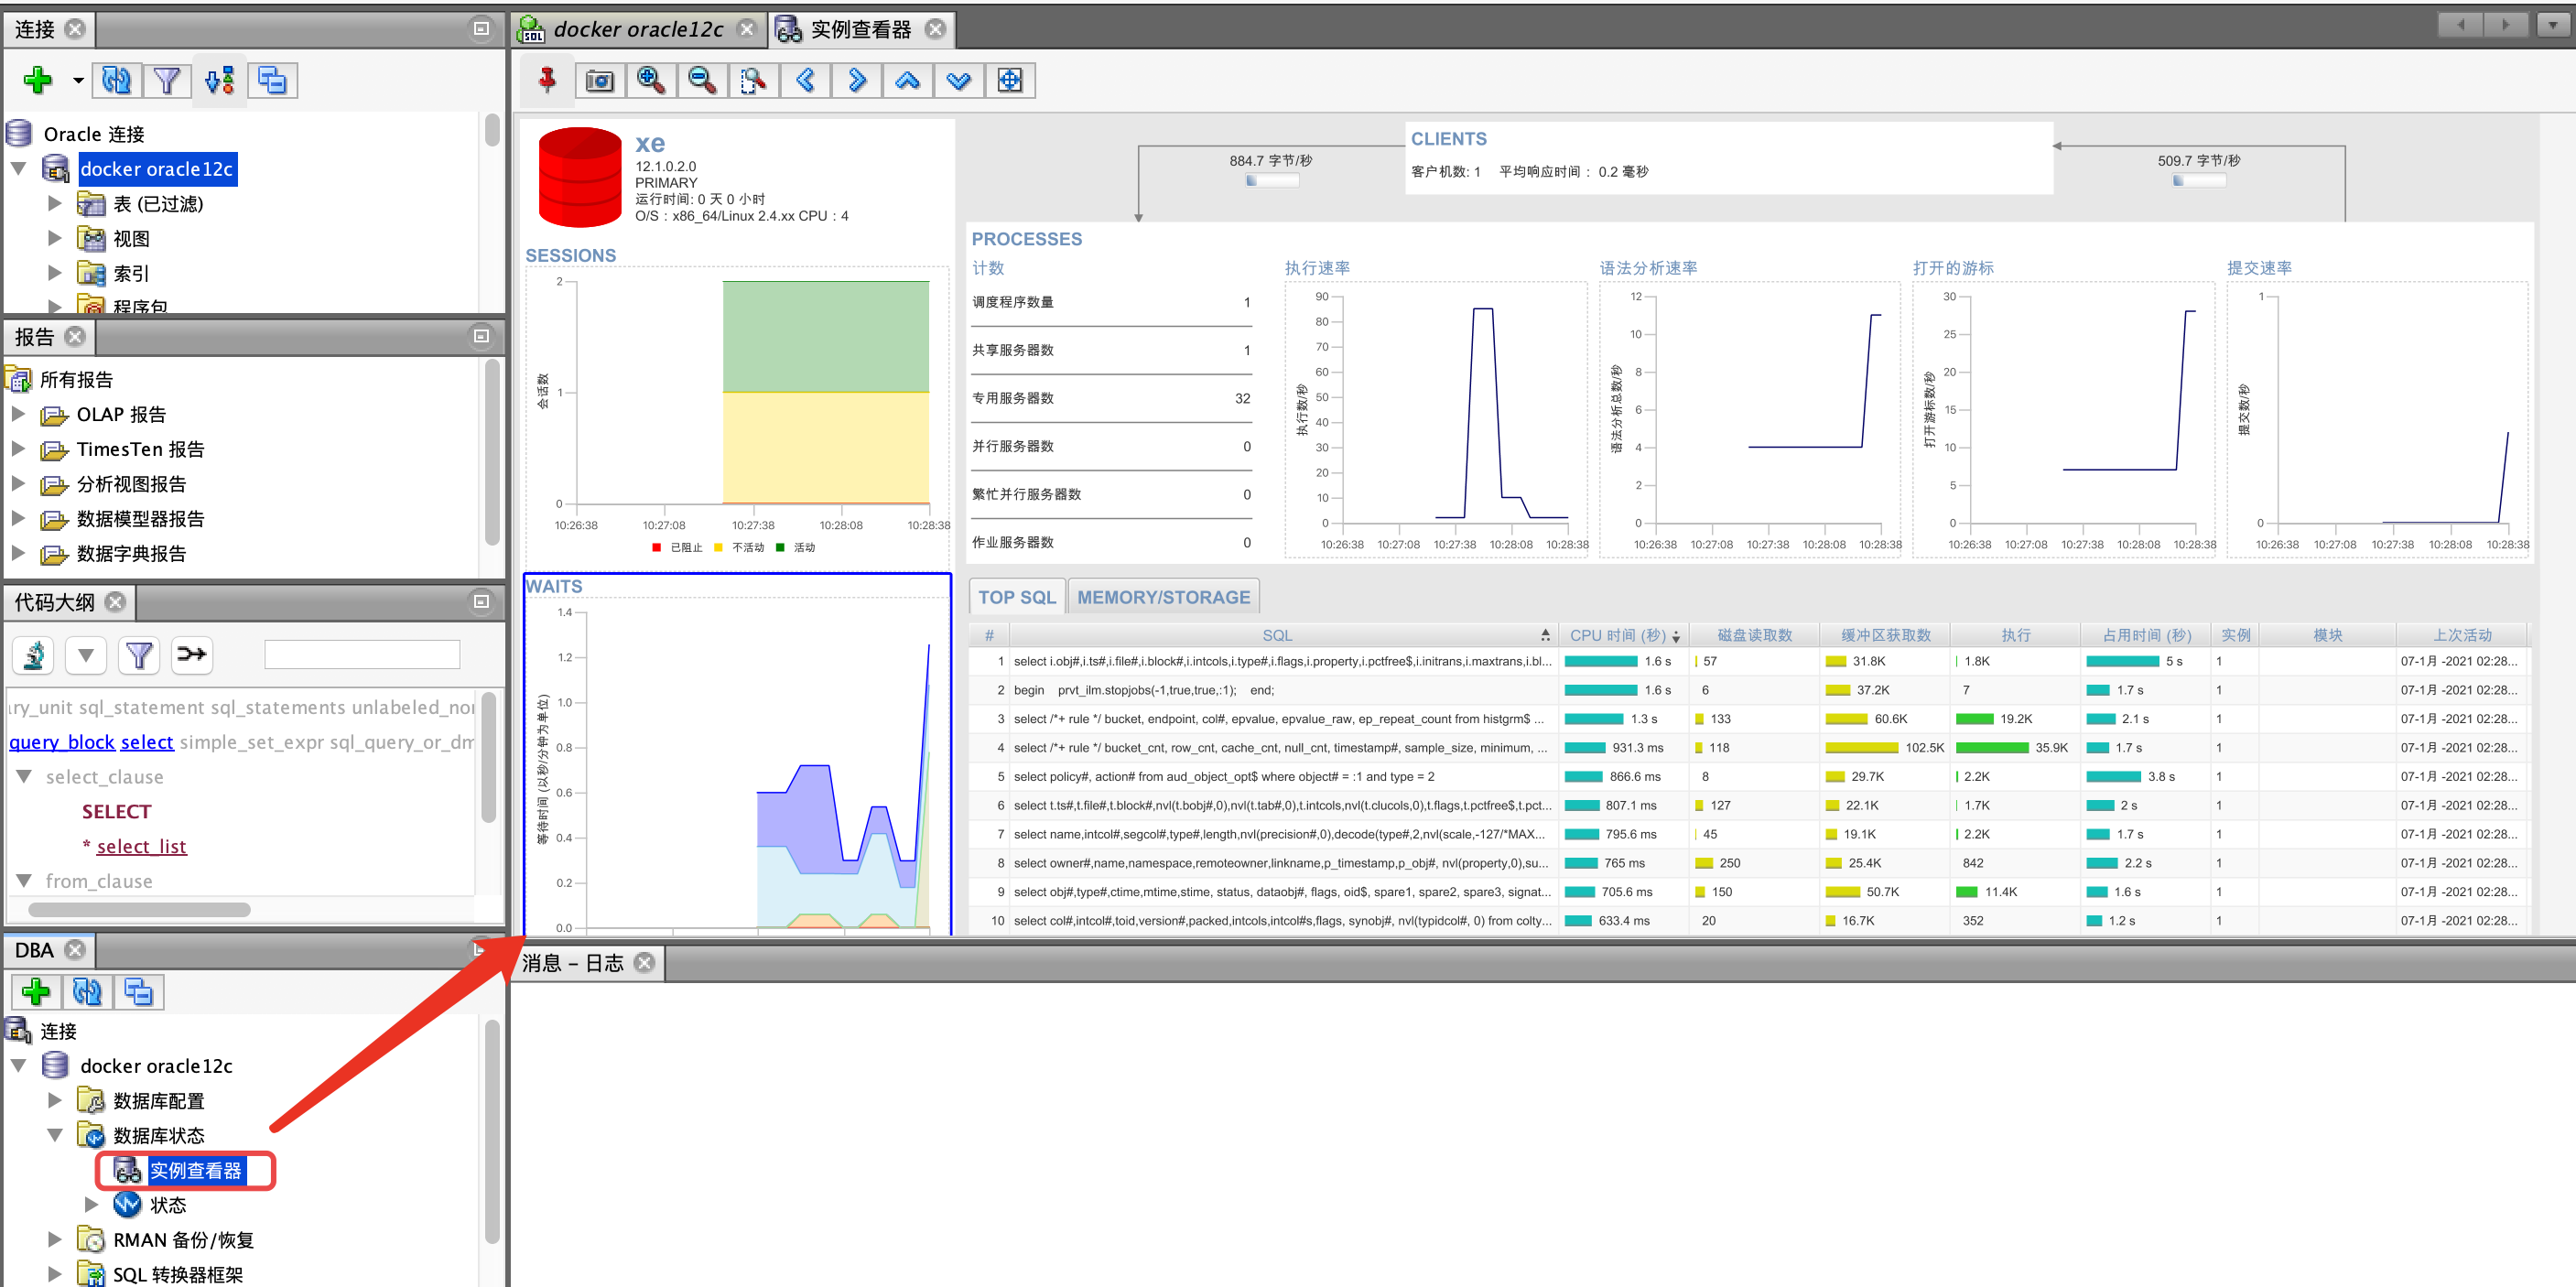 连接
Oracle 连接
docker oracle12c
表 (已过滤)
视图
索引
程序包
报告
所有报告
OLAP 报告
TimesTen 报告
分析视图报告
数据模型器报告
数据字典报告
代码大纲
ry_unit sql_statement sql_statements unlabeled_nor
query_block select simple_set_expr sql_query_or_dm
select_clause
SELECT
* select_list
from_clause
DBA
连接
docker oracle12c
数据库配置
数据库状态
实例查看器
状态
RMAN 备份/恢复
SQL 转换器框架
docker oracle12c
实例查看器
xe
12.1.0.2.0
PRIMARY
运行时间: 0 天 0 小时
O/S : x86_64/Linux 2.4.xx CPU : 4
884.7 字节/秒
CLIENTS
客户机数: 1 平均响应时间 : 0.2 毫秒
509.7 字节/秒
SESSIONS
会话数
2
1
0
10:26:38 10:27:08 10:27:38 10:28:08 10:28:38
已阻止 不活动 活动
WAITS
等待时间 (以秒/分钟为单位)
1.4
1.2
1.0
0.8
0.6
0.4
0.2
0.0
PROCESSES
计数
调度程序数量 1
共享服务器数 1
专用服务器数 32
并行服务器数 0
繁忙并行服务器数 0
作业服务器数 0
执行速率
执行数/秒
90
80
70
60
50
40
30
20
10
0
10:26:38 10:27:08 10:27:38 10:28:08 10:28:38
语法分析速率
语法分析总数/秒
12
10
8
6
4
2
0
10:26:38 10:27:08 10:27:38 10:28:08 10:28:38
打开的游标
打开游标数/秒
30
25
20
15
10
5
0
10:26:38 10:27:08 10:27:38 10:28:08 10:28:38
提交速率
提交数/秒
1
0
10:26:38 10:27:08 10:27:38 10:28:08 10:28:38
TOP SQL MEMORY/STORAGE
# SQL CPU 时间 (秒) 磁盘读取数 缓冲区获取数 执行 占用时间 (秒) 实例 模块 上次活动
1 select i.obj#,i.ts#,i.file#,i.block#,i.intcols,i.type#,i.flags,i.property,i.pctfree$,i.initrans,i.maxtrans,i.bl... 1.6 s 57 31.8K 1.8K 5 s 1 07-1月 -2021 02:28...
2 begin prvt_ilm.stopjobs(-1,true,true,:1); end; 1.6 s 6 37.2K 7 1.7 s 1 07-1月 -2021 02:28...
3 select /*+ rule */ bucket, endpoint, col#, epvalue, epvalue_raw, ep_repeat_count from histgrm$ ... 1.3 s 133 60.6K 19.2K 2.1 s 1 07-1月 -2021 02:28...
4 select /*+ rule */ bucket_cnt, row_cnt, cache_cnt, null_cnt, timestamp#, sample_size, minimum, ... 931.3 ms 118 102.5K 35.9K 1.7 s 1 07-1月 -2021 02:28...
5 select policy#, action# from aud_object_opt$ where object# = :1 and type = 2 866.6 ms 8 29.7K 2.2K 3.8 s 1 07-1月 -2021 02:28...
6 select t.ts#,t.file#,t.block#,nvl(t.bobj#,0),nvl(t.tab#,0),t.intcols,nvl(t.clucols,0),t.flags,t.pctfree$,t.pct... 807.1 ms 127 22.1K 1.7K 2 s 1 07-1月 -2021 02:28...
7 select name,intcol#,segcol#,type#,length,nvl(precision#,0),decode(type#,2,nvl(scale,-127/*MAX... 795.6 ms 45 19.1K 2.2K 1.7 s 1 07-1月 -2021 02:28...
8 select owner#,name,namespace,remoteowner,linkname,p_timestamp,p_obj#, nvl(property,0),su... 765 ms 250 25.4K 842 2.2 s 1 07-1月 -2021 02:28...
9 select obj#,type#,ctime,mtime,stime, status, dataobj#, flags, oid$, spare1, spare2, spare3, signat... 705.6 ms 150 50.7K 11.4K 1.6 s 1 07-1月 -2021 02:28...
10 select col#,intcol#,toid,version#,packed,intcols,intcol#s,flags, synobj#, nvl(typidcol#, 0) from colty... 633.4 ms 20 16.7K 352 1.2 s 1 07-1月 -2021 02:28...
消息 – 日志